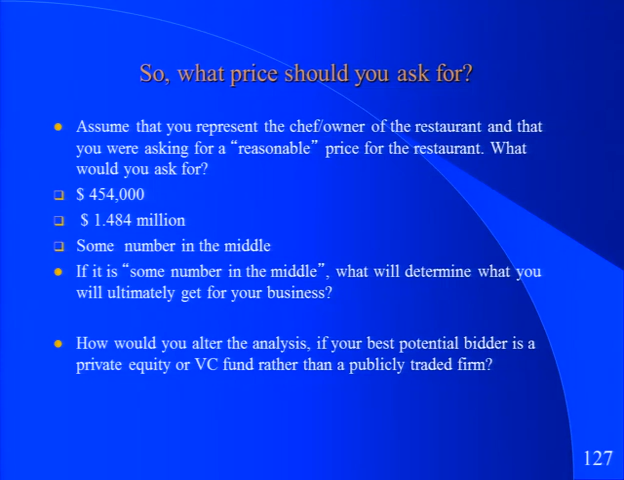 So, what price should you ask for?
Assume that you represent the chef/owner of the restaurant and that
you were asking for a “reasonable” price for the restaurant. What
would you ask for?
$ 454,000
$ 1.484 million
Some number in the middle
If it is “some number in the middle”, what will determine what you
will ultimately get for your business?
How would you alter the analysis, if your best potential bidder is a
private equity or VC fund rather than a publicly traded firm?
127